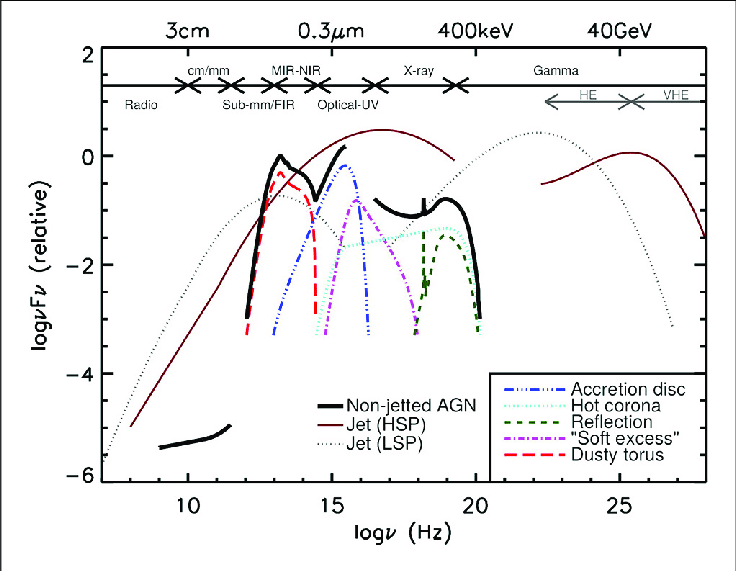 3cm 0.3μm 400keV 40GeV
2
cm/mm MIR-NIR X-ray Gamma
Radio Sub-mm/FIR Optical-UV HE VHE
0
logνFν (relative)
−2
−4
Non-jetted AGN
Jet (HSP)
Jet (LSP)
Accretion disc
Hot corona
Reflection
"Soft excess"
Dusty torus
−6
10 15 20 25
logν (Hz)